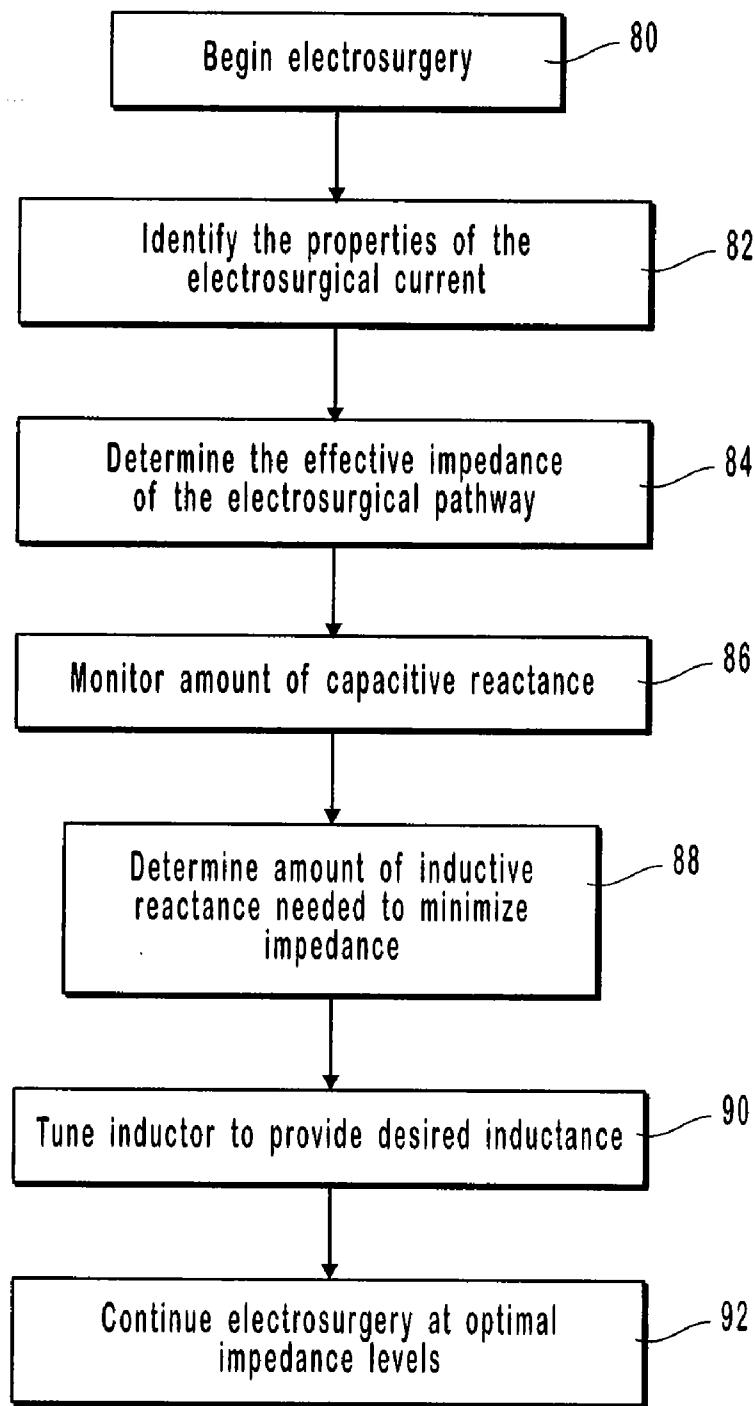 Begin electrosurgery
80
Identify the properties of the
electrosurgical current
82
Determine the effective impedance
of the electrosurgical pathway
84
Monitor amount of capacitive reactance
86
Determine amount of inductive
reactance needed to minimize
impedance
88
Tune inductor to provide desired inductance
90
Continue electrosurgery at optimal
impedance levels
92